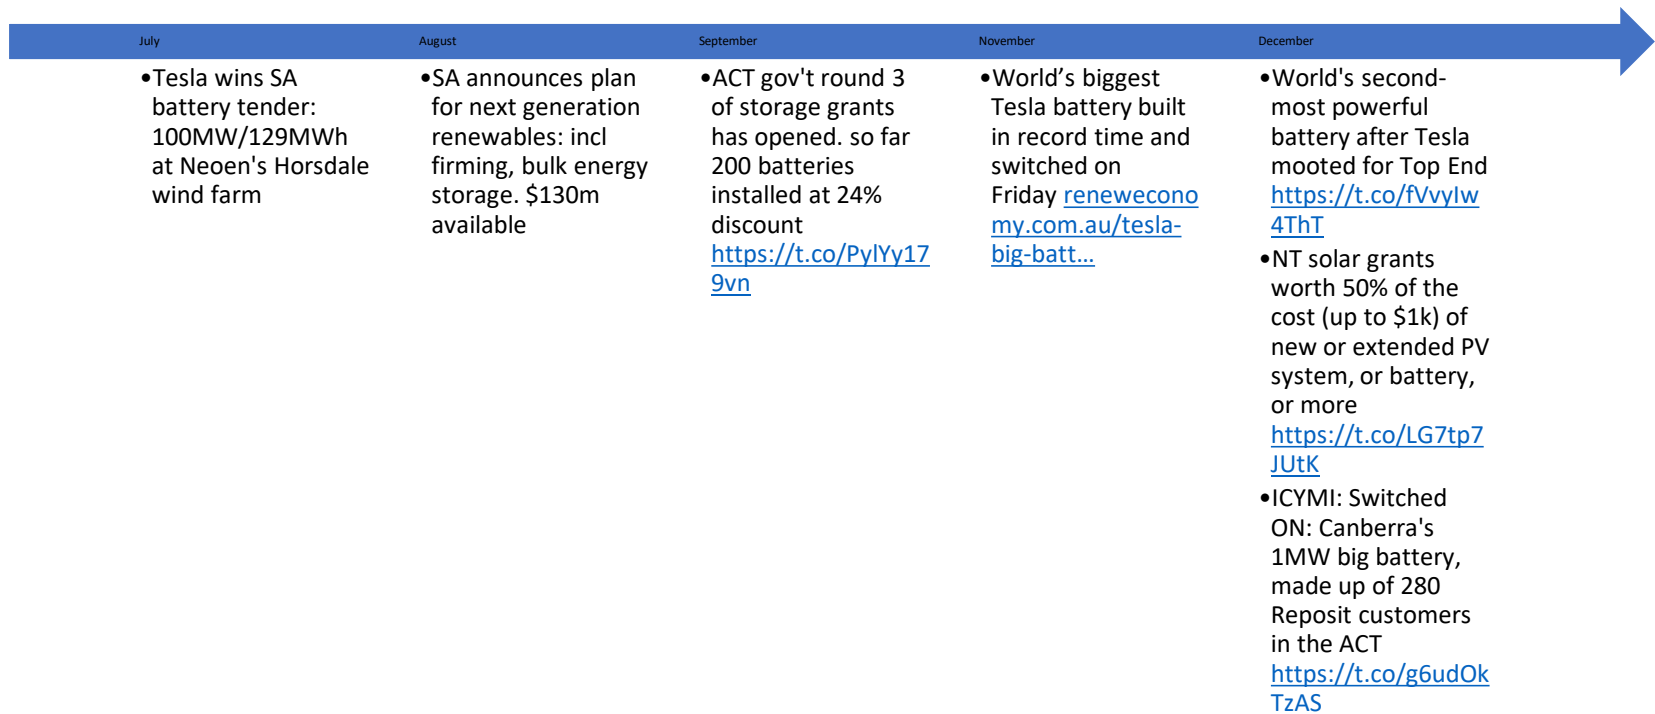 July
August
September
November
December
•Tesla wins SA
battery tender:
100MW/129MWh
at Neoen's Horsdale
wind farm
•SA announces plan
for next generation
renewables: incl
firming, bulk energy
storage. $130m
available
•ACT gov't round 3
of storage grants
has opened. so far
200 batteries
installed at 24%
discount
https://t.co/PylYy17
9vn
•World’s biggest
Tesla battery built
in record time and
switched on
Friday renewecono
my.com.au/tesla-
big-batt…
•World's second-
most powerful
battery after Tesla
mooted for Top End
https://t.co/fVvyIw
4ThT
•NT solar grants
worth 50% of the
cost (up to $1k) of
new or extended PV
system, or battery,
or more
https://t.co/LG7tp7
JUtK
•ICYMI: Switched
ON: Canberra's
1MW big battery,
made up of 280
Reposit customers
in the ACT
https://t.co/g6udOk
TzAS